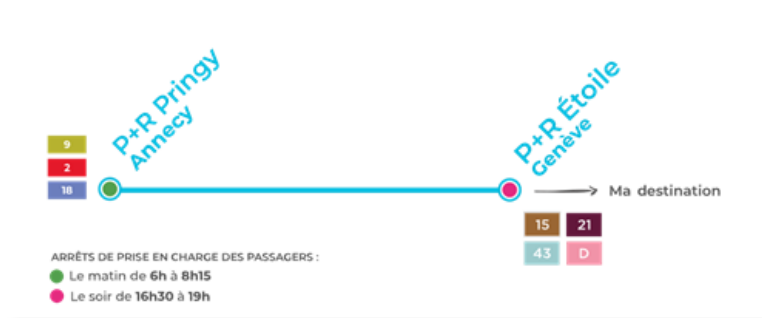 P+R Pringy
Annecy
P+R Étoile
Genève
9
2
18
Ma destination
15 21
43 D
ARRÊTS DE PRISE EN CHARGE DES PASSAGERS :
Le matin de 6h à 8h15
Le soir de 16h30 à 19h